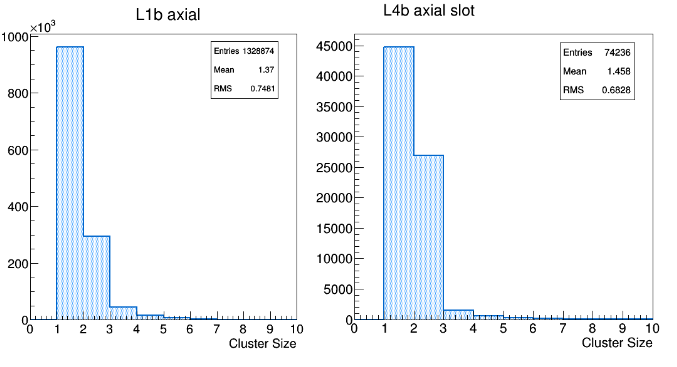 L1b axial
×10³
1000
800
600
400
200
0
0 1 2 3 4 5 6 7 8 9 10
Cluster Size
Entries 1328874
Mean 1.37
RMS 0.7481
L4b axial slot
45000
40000
35000
30000
25000
20000
15000
10000
5000
0
0 1 2 3 4 5 6 7 8 9 10
Cluster Size
Entries 74236
Mean 1.458
RMS 0.6828